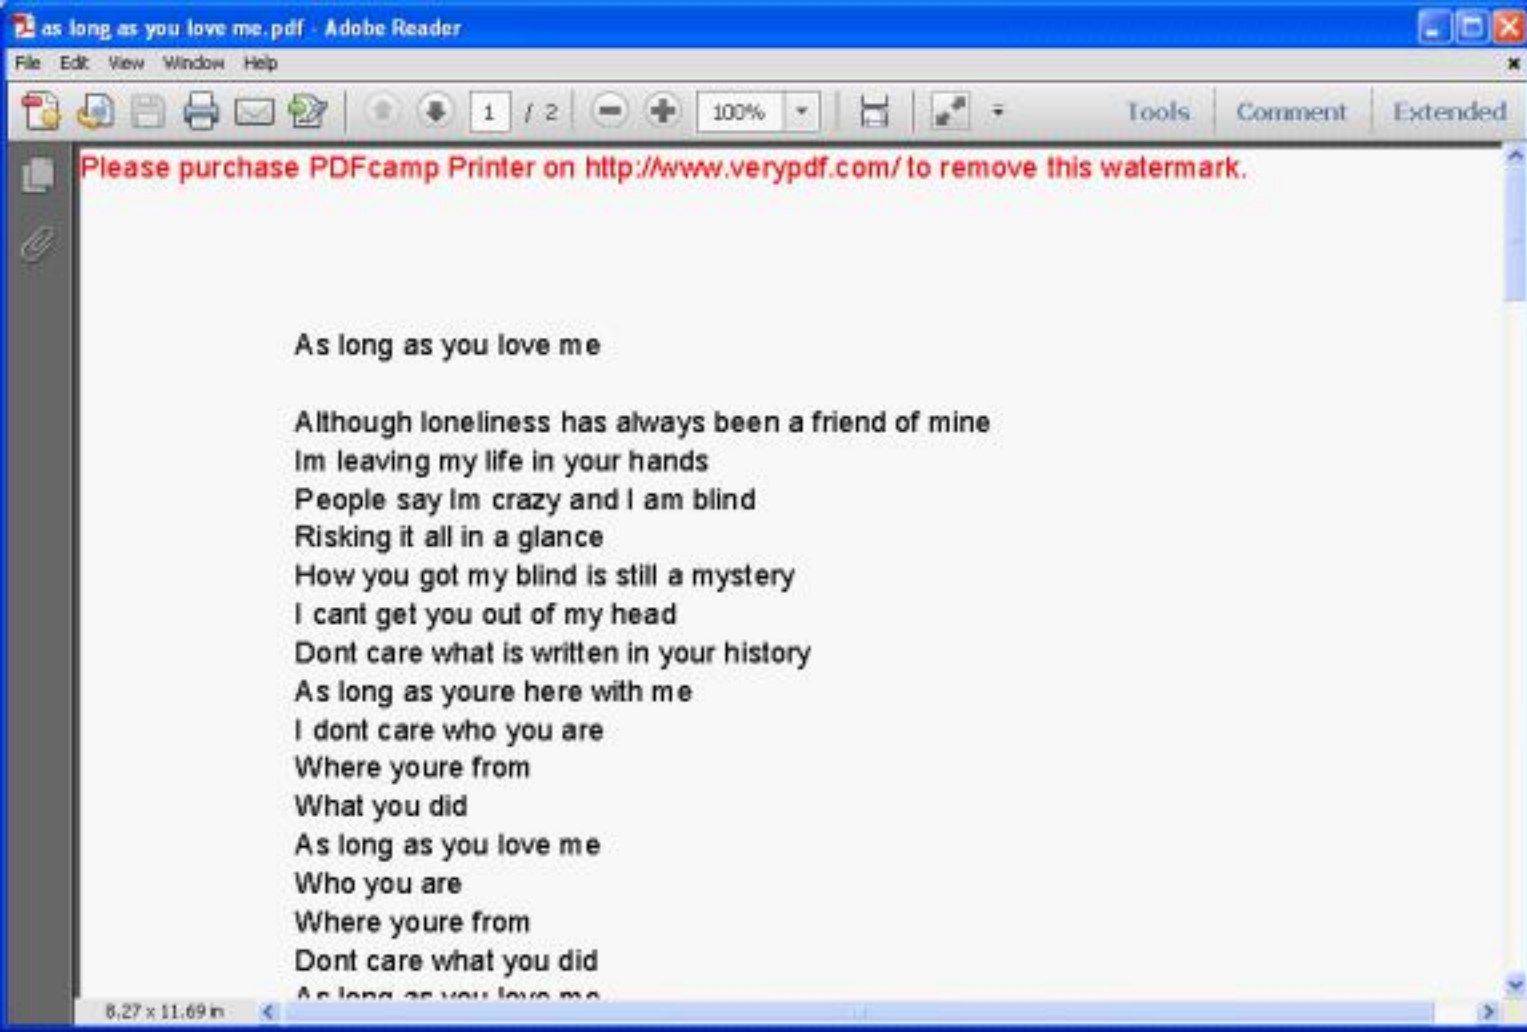 as long as you love me.pdf - Adobe Reader
File Edit View Window Help
1 / 2 100% Tools Comment Extended
Please purchase PDFcamp Printer on http://www.verypdf.com/ to remove this watermark.
As long as you love me
Although loneliness has always been a friend of mine
Im leaving my life in your hands
People say Im crazy and I am blind
Risking it all in a glance
How you got my blind is still a mystery
I cant get you out of my head
Dont care what is written in your history
As long as youre here with me
I dont care who you are
Where youre from
What you did
As long as you love me
Who you are
Where youre from
Dont care what you did
As long as you love me
8.27 x 11.69 in